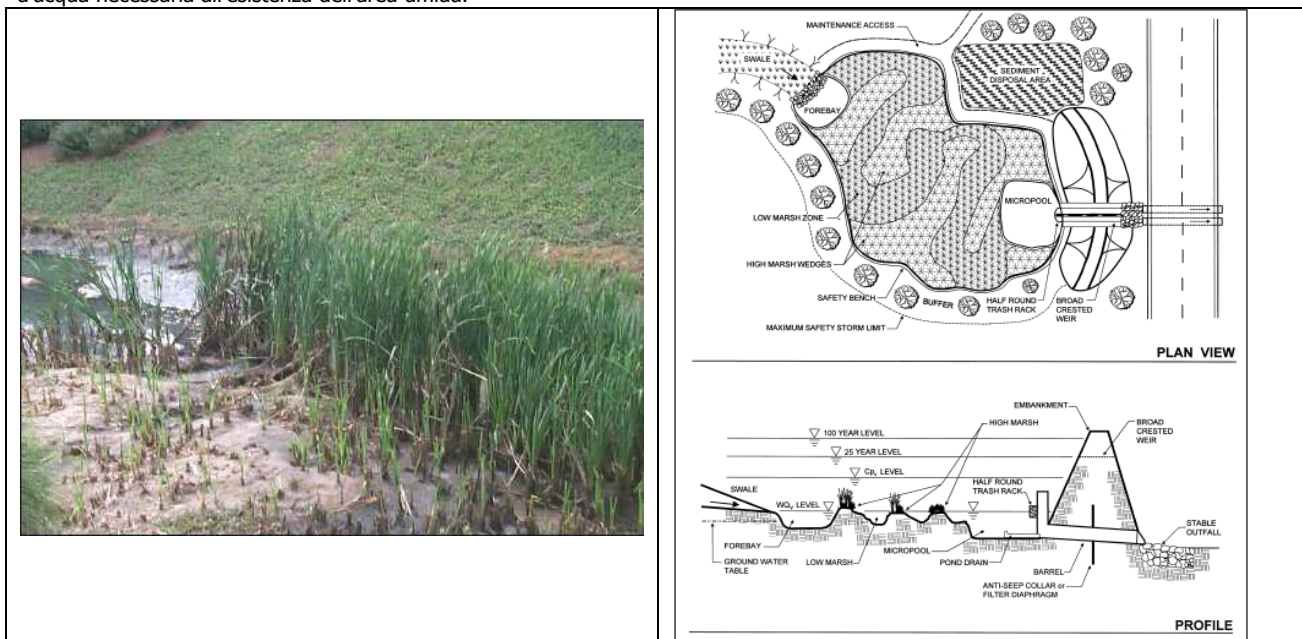 d'acqua necessaria all'esistenza dell'area umida.
MAINTENANCE ACCESS
SWALE
SEDIMENT
DISPOSAL AREA
FOREBAY
MICROPOOL
LOW MARSH ZONE
HIGH MARSH WEDGES
SAFETY BENCH
BUFFER
HALF ROUND
TRASH RACK
BROAD
CRESTED
WEIR
MAXIMUM SAFETY STORM LIMIT
PLAN VIEW
EMBANKMENT
HIGH MARSH
BROAD
CRESTED
WEIR
100 YEAR LEVEL
25 YEAR LEVEL
Cpv LEVEL
HALF ROUND
TRASH RACK
SWALE
WQv LEVEL
STABLE
OUTFALL
FOREBAY
GROUND WATER
TABLE
LOW MARSH
MICROPOOL
POND DRAIN
BARREL
ANTI-SEEP COLLAR or
FILTER DIAPHRAGM
PROFILE